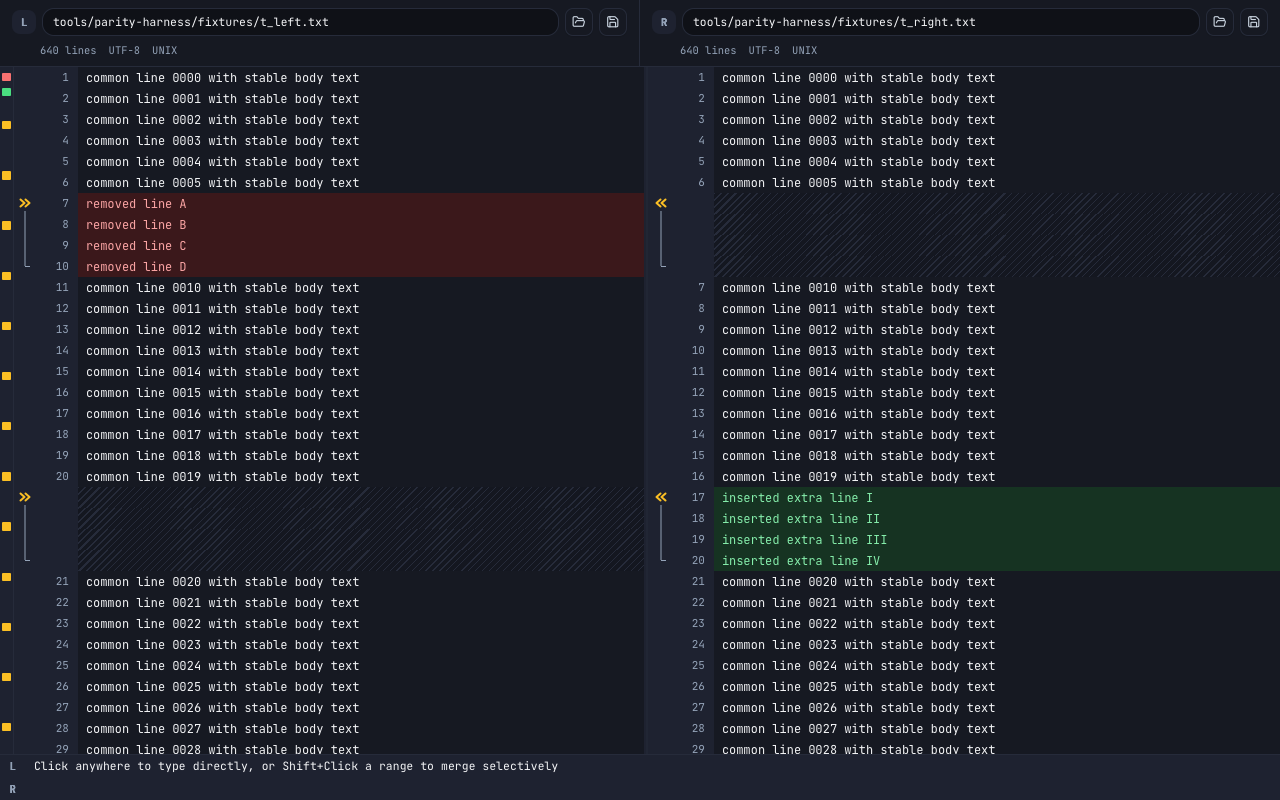 L tools/parity-harness/fixtures/t_left.txt
640 lines UTF-8 UNIX
R tools/parity-harness/fixtures/t_right.txt
640 lines UTF-8 UNIX
1 common line 0000 with stable body text
2 common line 0001 with stable body text
3 common line 0002 with stable body text
4 common line 0003 with stable body text
5 common line 0004 with stable body text
6 common line 0005 with stable body text
7 removed line A
8 removed line B
9 removed line C
10 removed line D
11 common line 0010 with stable body text
12 common line 0011 with stable body text
13 common line 0012 with stable body text
14 common line 0013 with stable body text
15 common line 0014 with stable body text
16 common line 0015 with stable body text
17 common line 0016 with stable body text
18 common line 0017 with stable body text
19 common line 0018 with stable body text
20 common line 0019 with stable body text
21 common line 0020 with stable body text
22 common line 0021 with stable body text
23 common line 0022 with stable body text
24 common line 0023 with stable body text
25 common line 0024 with stable body text
26 common line 0025 with stable body text
27 common line 0026 with stable body text
28 common line 0027 with stable body text
29 common line 0028 with stable body text
1 common line 0000 with stable body text
2 common line 0001 with stable body text
3 common line 0002 with stable body text
4 common line 0003 with stable body text
5 common line 0004 with stable body text
6 common line 0005 with stable body text
7 common line 0010 with stable body text
8 common line 0011 with stable body text
9 common line 0012 with stable body text
10 common line 0013 with stable body text
11 common line 0014 with stable body text
12 common line 0015 with stable body text
13 common line 0016 with stable body text
14 common line 0017 with stable body text
15 common line 0018 with stable body text
16 common line 0019 with stable body text
17 inserted extra line I
18 inserted extra line II
19 inserted extra line III
20 inserted extra line IV
21 common line 0020 with stable body text
22 common line 0021 with stable body text
23 common line 0022 with stable body text
24 common line 0023 with stable body text
25 common line 0024 with stable body text
26 common line 0025 with stable body text
27 common line 0026 with stable body text
28 common line 0027 with stable body text
29 common line 0028 with stable body text
L Click anywhere to type directly, or Shift+Click a range to merge selectively
R